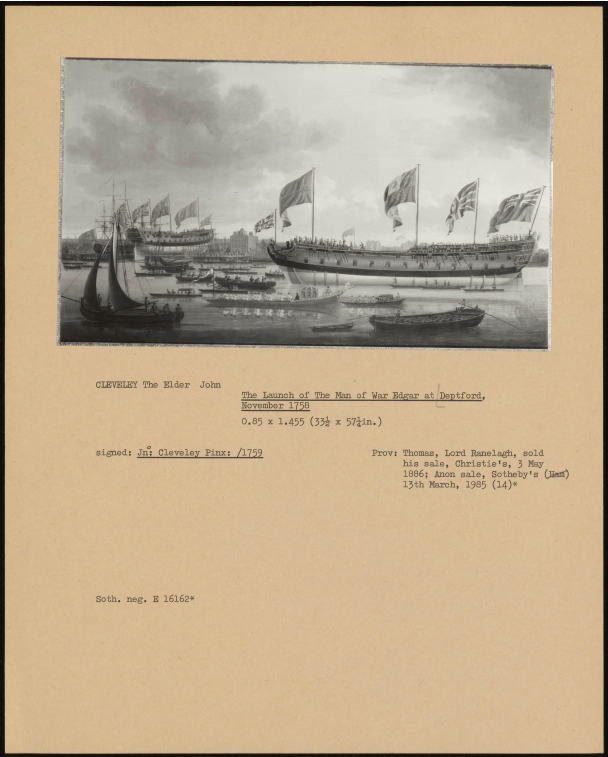 CLEVELEY The Elder John
The Launch of The Man of War Edgar at Deptford,
November 1758
0.85 x 1.455 (33½ x 57¼in.)
signed: Jnº: Cleveley Pinx: /1759
Prov: Thomas, Lord Ranelagh, sold
his sale, Christie's, 3 May
1886; Anon sale, Sotheby's ()
13th March, 1985 (14)*
Soth. neg. E 16162*